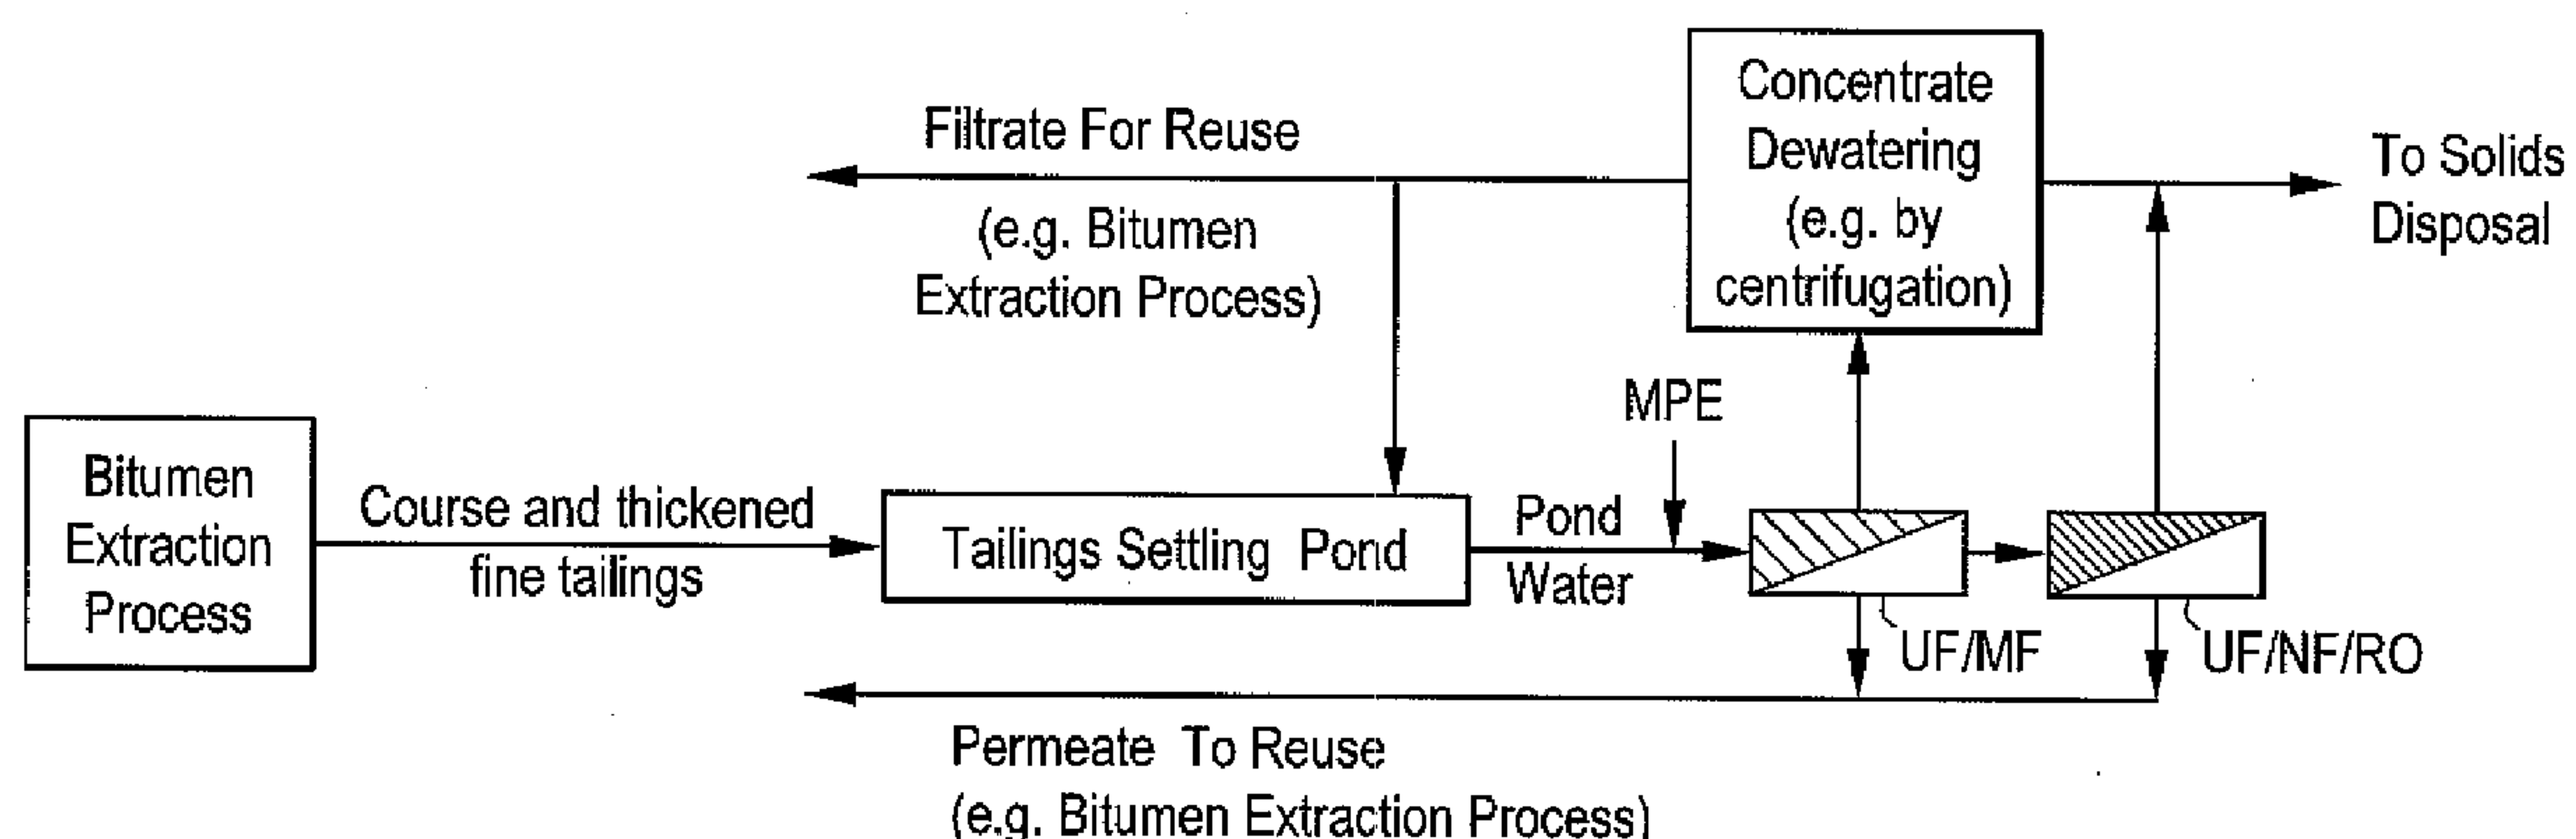 Concentrate
Dewatering
(e.g. by
centrifugation)
Filtrate For Reuse
(e.g. Bitumen
Extraction Process)
To Solids
Disposal
MPE
Bitumen
Extraction
Process
Course and thickened
fine tailings
Tailings Settling Pond
Pond
Water
UF/MF
UF/NF/RO
Permeate To Reuse
(e.g. Bitumen Extraction Process)